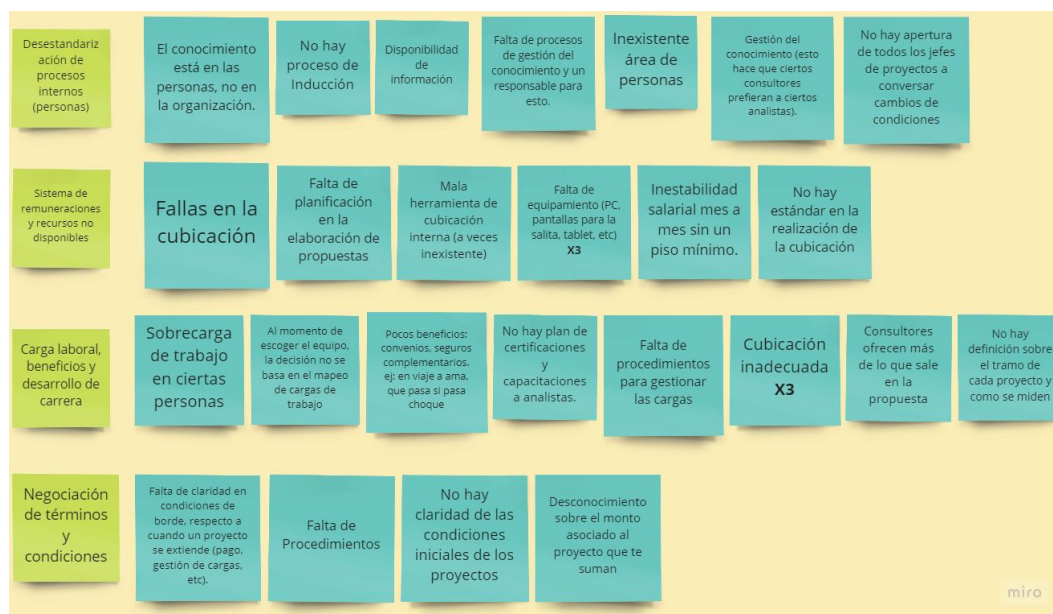 Desestandariz
ación de
procesos
internos
(personas)
El conocimiento
está en las
personas, no en
la organización.
No hay
proceso de
Inducción
Disponibilidad
de
información
Falta de procesos
de gestión del
conocimiento y un
responsable para
esto.
Inexistente
área de
personas
Gestión del
conocimiento (esto
hace que ciertos
consultores
prefieran a ciertos
analistas).
No hay apertura
de todos los jefes
de proyectos a
conversar
cambios de
condiciones
Sistema de
remuneraciones
y recursos no
disponibles
Fallas en la
cubicación
Falta de
planificación
en la
elaboración de
propuestas
Mala
herramienta de
cubicación
interna (a veces
inexistente)
Falta de
equipamiento (PC,
pantallas para la
salita, tablet, etc)
X3
Inestabilidad
salarial mes a
mes sin un
piso mínimo.
No hay
estándar en la
realización de
la cubicación
Carga laboral,
beneficios y
desarrollo de
carrera
Sobrecarga
de trabajo
en ciertas
personas
Al momento de
escoger el equipo,
la decisión no se
basa en el mapeo
de cargas de
trabajo
Pocos beneficios:
convenios, seguros
complementarios.
ej: en viaje a ama,
que pasa si pasa
choque
No hay plan de
certificaciones
y
capacitaciones
a analistas.
Falta de
procedimientos
para gestionar
las cargas
Cubicación
inadecuada
X3
Consultores
ofrecen más
de lo que sale
en la
propuesta
No hay
definición sobre
el tramo de
cada proyecto y
como se miden
Negociación
de términos
y
condiciones
Falta de claridad en
condiciones de
borde, respecto a
cuando un proyecto
se extiende (pago,
gestión de cargas,
etc).
Falta de
Procedimientos
No hay
claridad de las
condiciones
iniciales de los
proyectos
Desconocimiento
sobre el monto
asociado al
proyecto que te
suman
miro